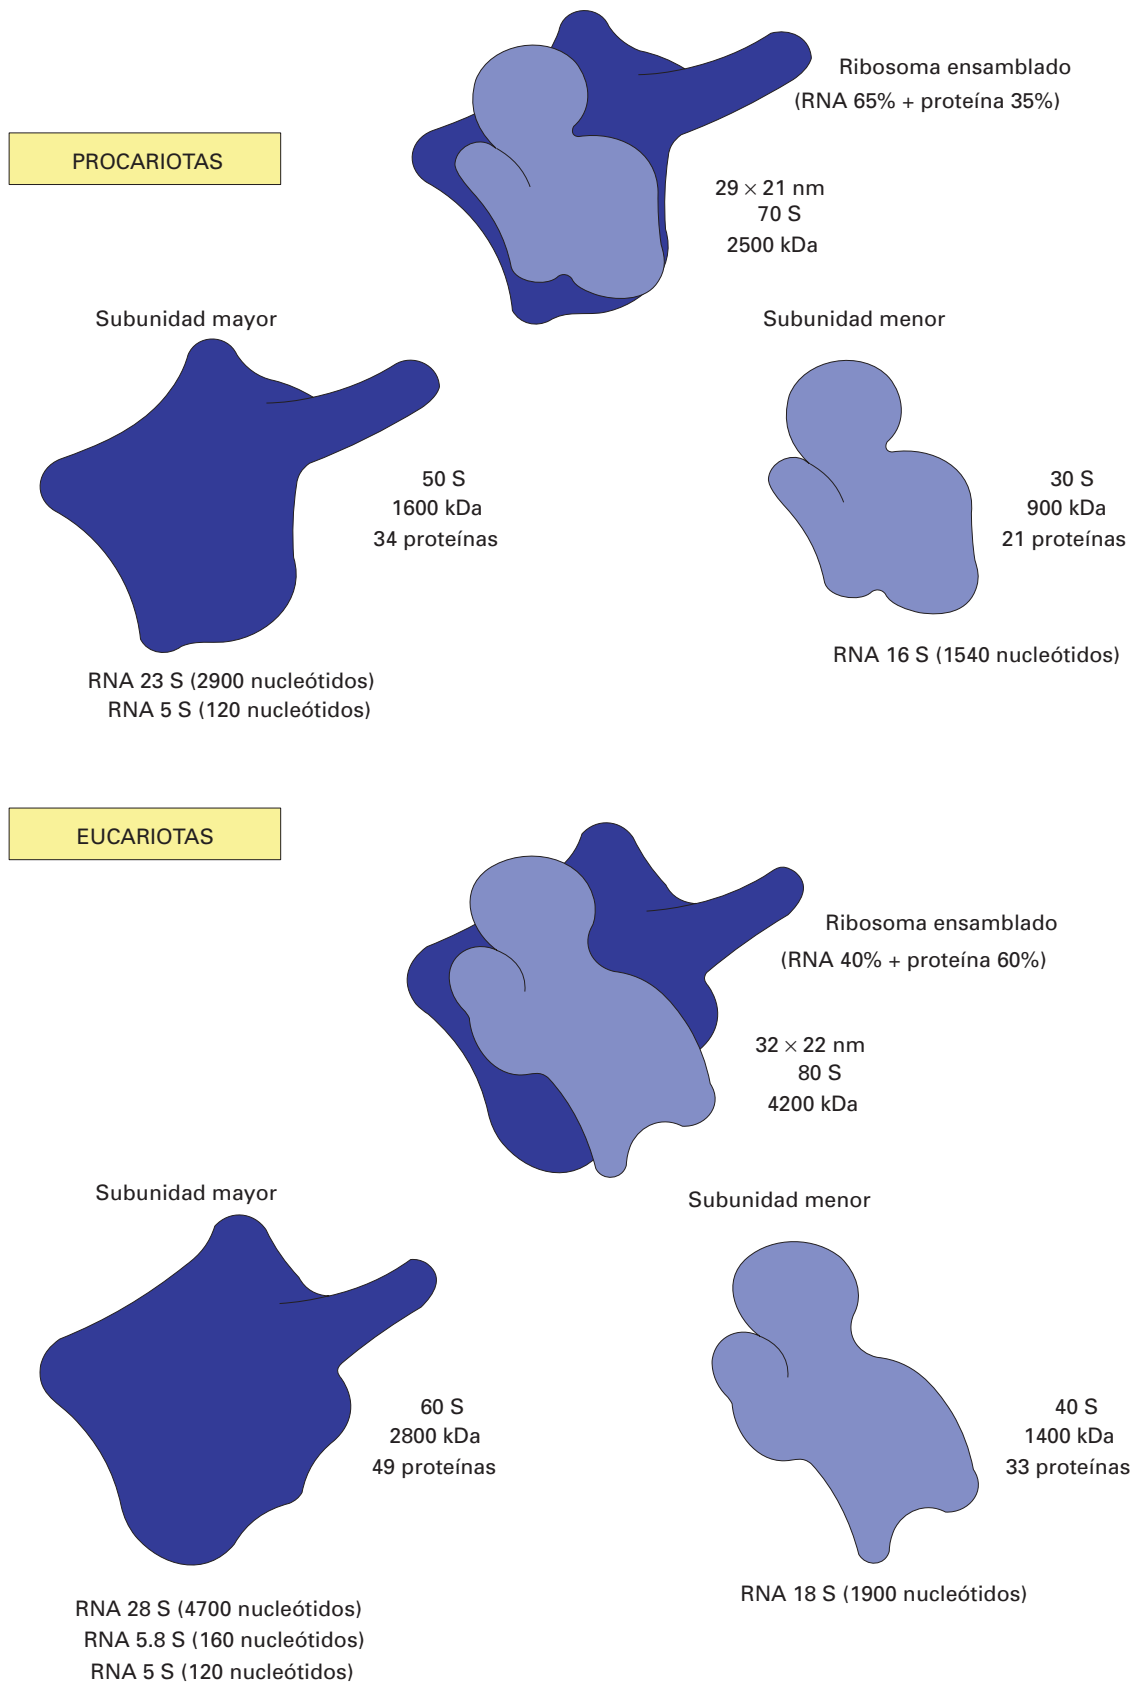 Ribosoma ensamblado
(RNA 65% + proteína 35%)
PROCARIOTAS
29 × 21 nm
70 S
2500 kDa
Subunidad mayor
Subunidad menor
50 S
1600 kDa
34 proteínas
30 S
900 kDa
21 proteínas
RNA 16 S (1540 nucleótidos)
RNA 23 S (2900 nucleótidos)
RNA 5 S (120 nucleótidos)
EUCARIOTAS
Ribosoma ensamblado
(RNA 40% + proteína 60%)
32 × 22 nm
80 S
4200 kDa
Subunidad mayor
Subunidad menor
60 S
2800 kDa
49 proteínas
40 S
1400 kDa
33 proteínas
RNA 18 S (1900 nucleótidos)
RNA 28 S (4700 nucleótidos)
RNA 5.8 S (160 nucleótidos)
RNA 5 S (120 nucleótidos)